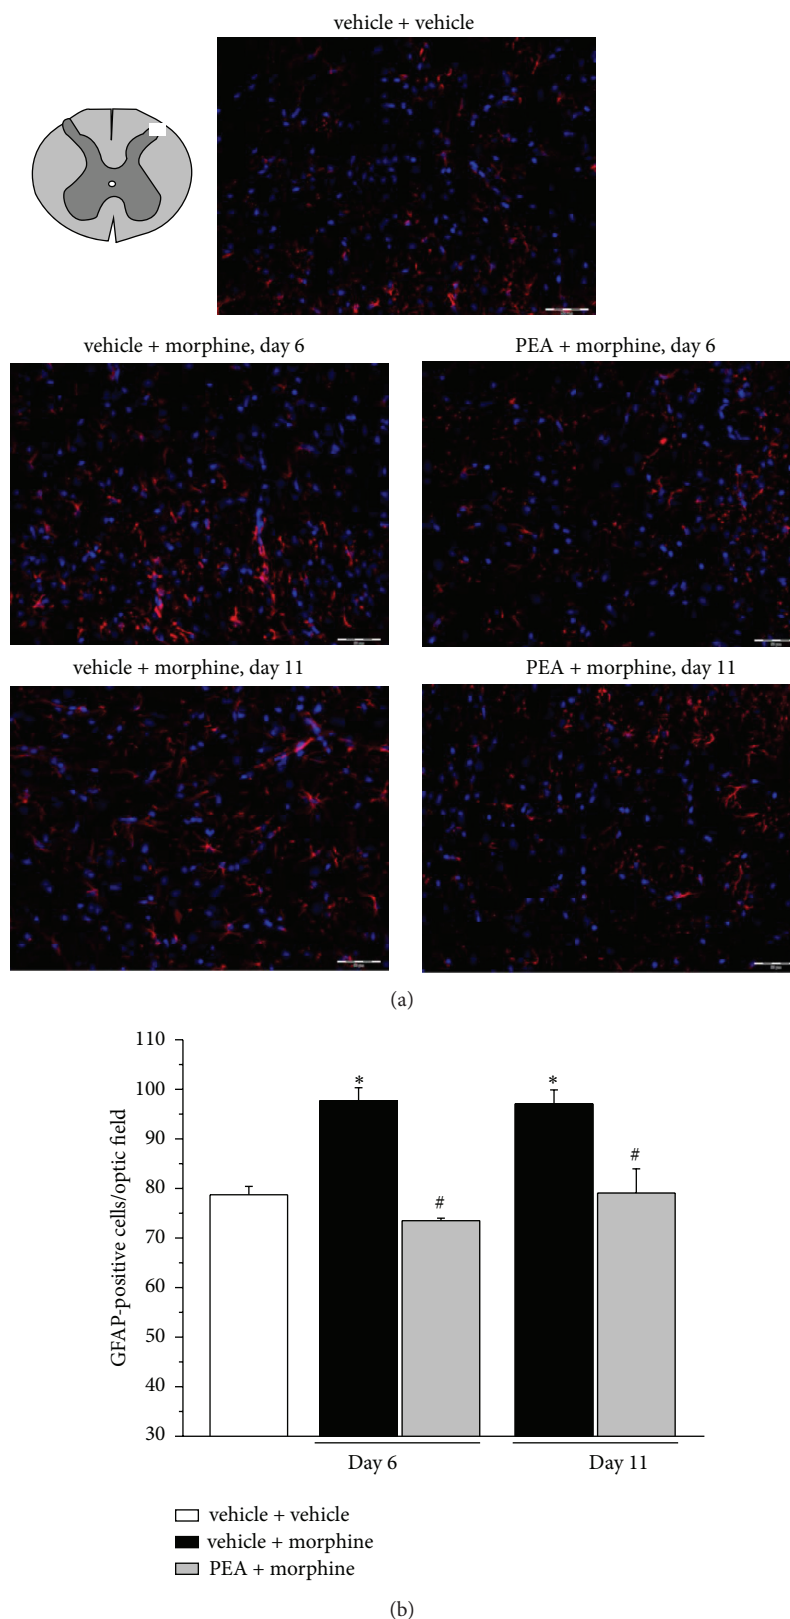 vehicle + vehicle
vehicle + morphine, day 6
PEA + morphine, day 6
vehicle + morphine, day 11
PEA + morphine, day 11
(a)
110
100
90
80
70
60
50
40
30
GFAP-positive cells/optic field
*
#
*
#
Day 6
Day 11
vehicle + vehicle
vehicle + morphine
PEA + morphine
(b)